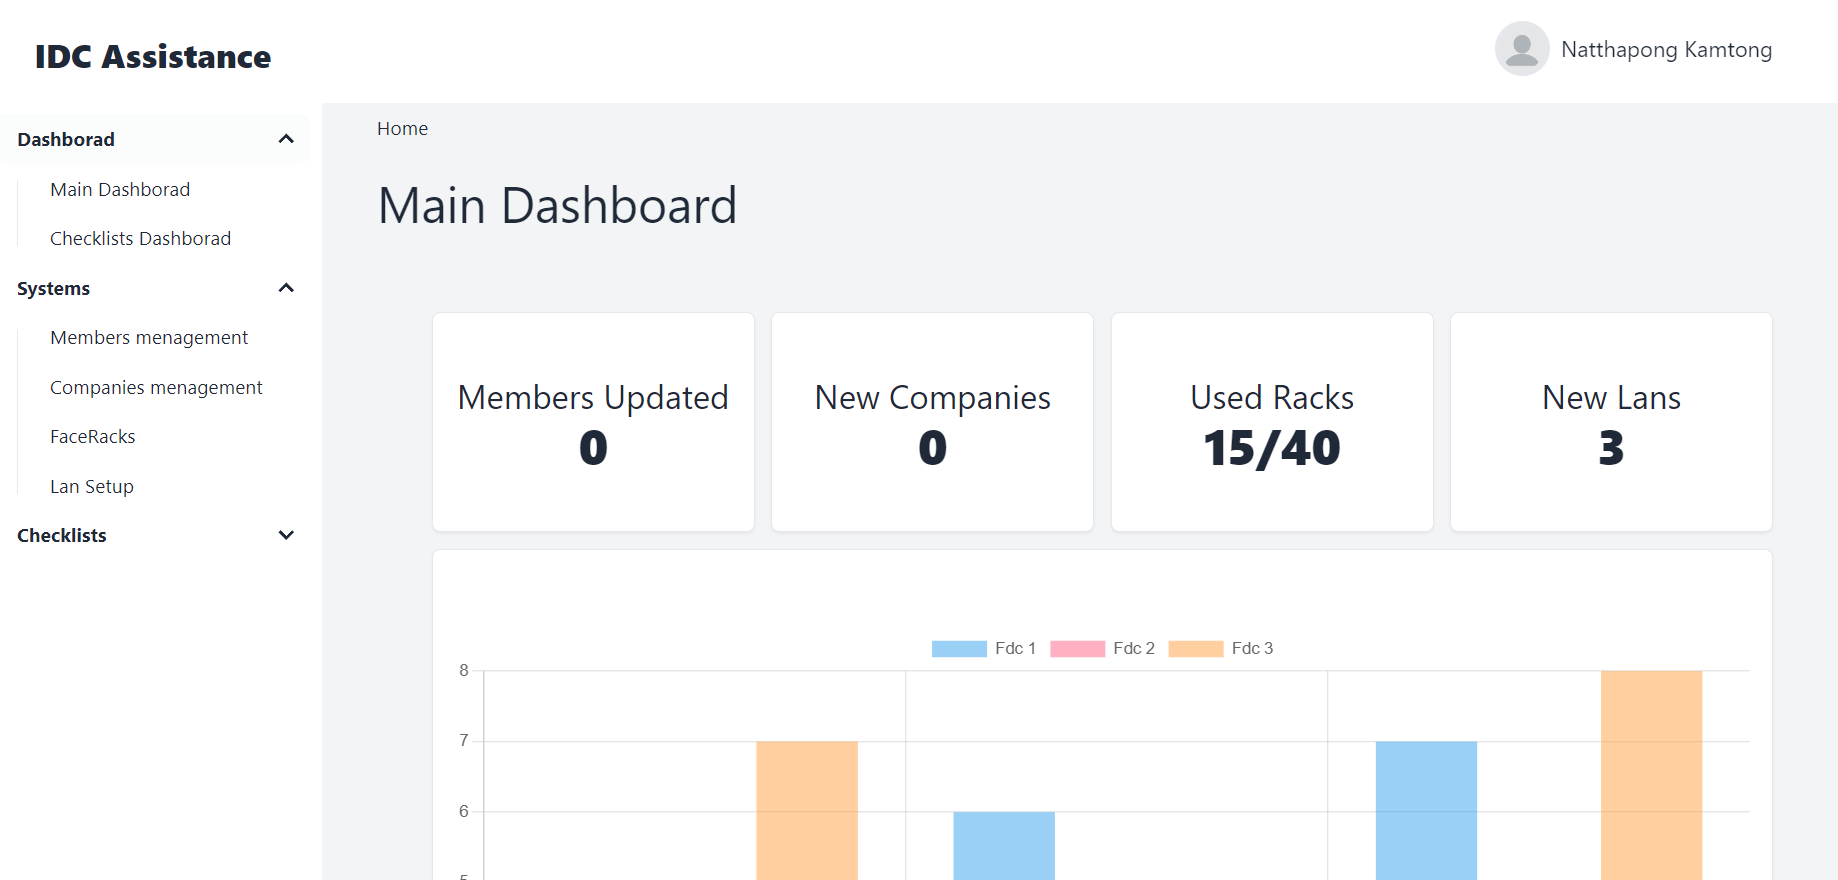 IDC Assistance
Natthapong Kamtong
Dashborad
Main Dashborad
Checklists Dashborad
Systems
Members menagement
Companies menagement
FaceRacks
Lan Setup
Checklists
Home
Main Dashboard
Members Updated
0
New Companies
0
Used Racks
15/40
New Lans
3
Fdc 1 Fdc 2 Fdc 3
8
7
6
5